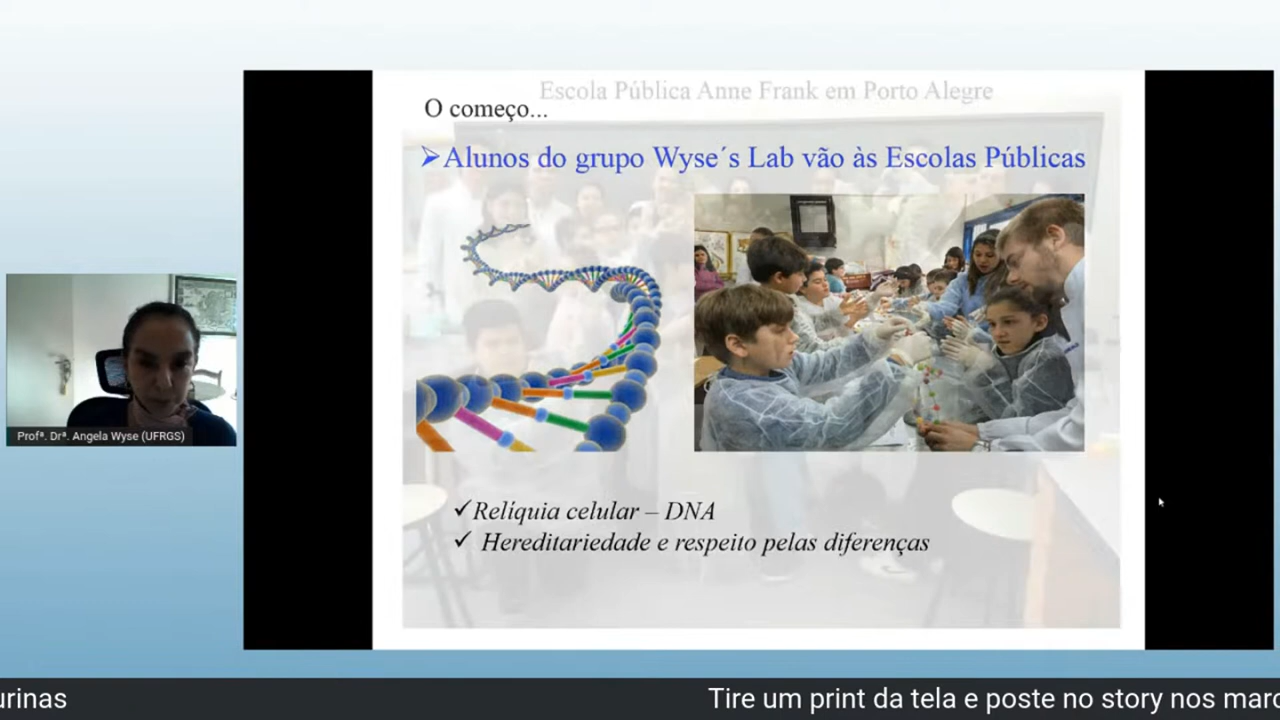 Escola Pública Anne Frank em Porto Alegre
O começo...
➢Alunos do grupo Wyse´s Lab vão às Escolas Públicas
✓Relíquia celular – DNA
✓ Hereditariedade e respeito pelas diferenças
Profª. Drª. Angela Wyse (UFRGS)
urinas
Tire um print da tela e poste no story nos marc